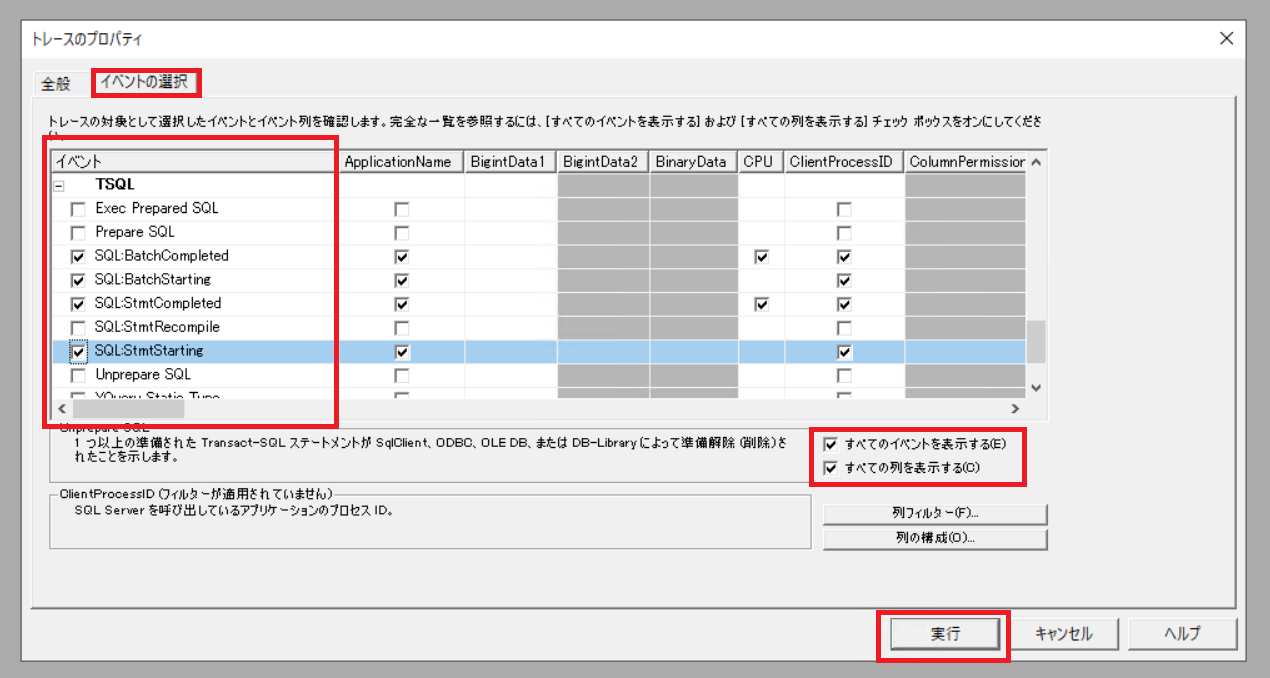 トレースのプロパティ
全般
イベントの選択
トレースの対象として選択したイベントとイベント列を確認します。完全な一覧を参照するには、[すべてのイベントを表示する] および [すべての列を表示する] チェック ボックスをオンにしてくださ
イベント ApplicationName BigintData1 BigintData2 BinaryData CPU ClientProcessID ColumnPermission
TSQL
Exec Prepared SQL
Prepare SQL
SQL:BatchCompleted
SQL:BatchStarting
SQL:StmtCompleted
SQL:StmtRecompile
SQL:StmtStarting
Unprepare SQL
XQuery Static Type
Unprepare SQL
1 つ以上の準備された Transact-SQL ステートメントが SqlClient、ODBC、OLE DB、または DB-Library によって準備解除 (削除)さ
れたことを示します。
すべてのイベントを表示する(E)
すべての列を表示する(C)
ClientProcessID (フィルターが適用されていません)
SQL Server を呼び出しているアプリケーションのプロセス ID。
列フィルター(F)...
列の構成(O)...
実行
キャンセル
ヘルプ